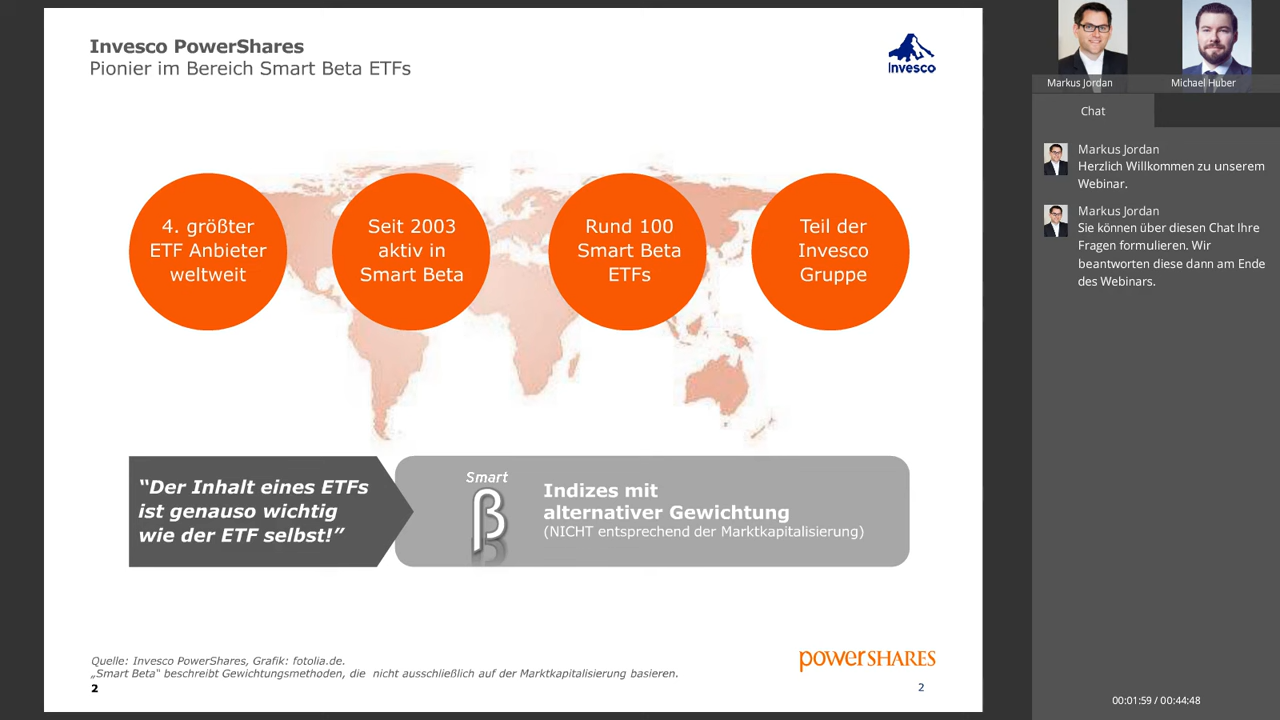 Invesco PowerShares
Pionier im Bereich Smart Beta ETFs
Invesco
4. größter
ETF Anbieter
weltweit
Seit 2003
aktiv in
Smart Beta
Rund 100
Smart Beta
ETFs
Teil der
Invesco
Gruppe
“Der Inhalt eines ETFs
ist genauso wichtig
wie der ETF selbst!”
Smart
β
Indizes mit
alternativer Gewichtung
(NICHT entsprechend der Marktkapitalisierung)
Quelle: Invesco PowerShares, Grafik: fotolia.de.
„Smart Beta“ beschreibt Gewichtungsmethoden, die nicht ausschließlich auf der Marktkapitalisierung basieren.
2
powerSHARES
2
Markus Jordan
Michael Huber
Chat
Markus Jordan
Herzlich Willkommen zu unserem
Webinar.
Markus Jordan
Sie können über diesen Chat Ihre
Fragen formulieren. Wir
beantworten diese dann am Ende
des Webinars.
00:01:59 / 00:44:48